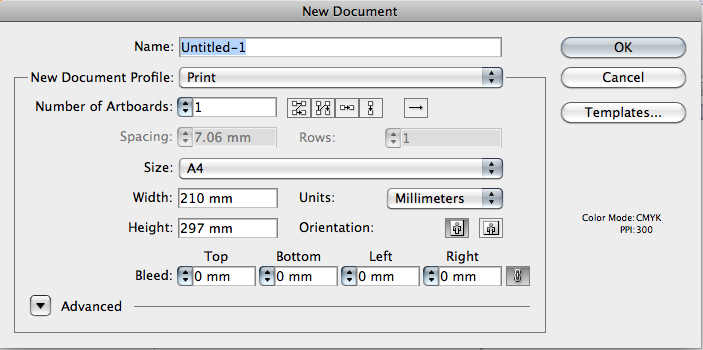 New Document
Name: Untitled-1
OK
New Document Profile: Print
Cancel
Number of Artboards: 1
Templates...
Spacing: 7.06 mm Rows: 1
Size: A4
Width: 210 mm Units: Millimeters
Height: 297 mm Orientation:
Color Mode:CMYK
PPI:300
Top Bottom Left Right
Bleed: 0 mm 0 mm 0 mm 0 mm
Advanced